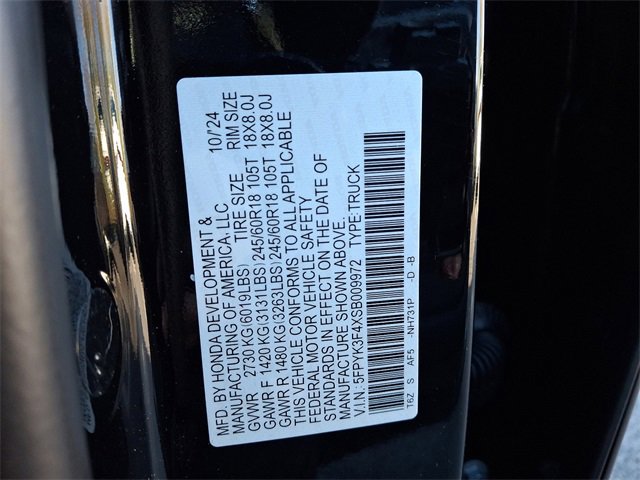 MFD. BY HONDA DEVELOPMENT & 10/'24
MANUFACTURING OF AMERICA, LLC
GVWR 2730 KG(6019LBS) TIRE SIZE RIM SIZE
GAWR F 1420 KG(3131LBS) 245/60R18 105T 18X8.0J
GAWR R 1480 KG(3263LBS) 245/60R18 105T 18X8.0J
THIS VEHICLE CONFORMS TO ALL APPLICABLE
FEDERAL MOTOR VEHICLE SAFETY
STANDARDS IN EFFECT ON THE DATE OF
MANUFACTURE SHOWN ABOVE.
V.I.N.: 5FPYK3F4XSB009972 TYPE:TRUCK
T6Z S AF5 -NH731P -D -B